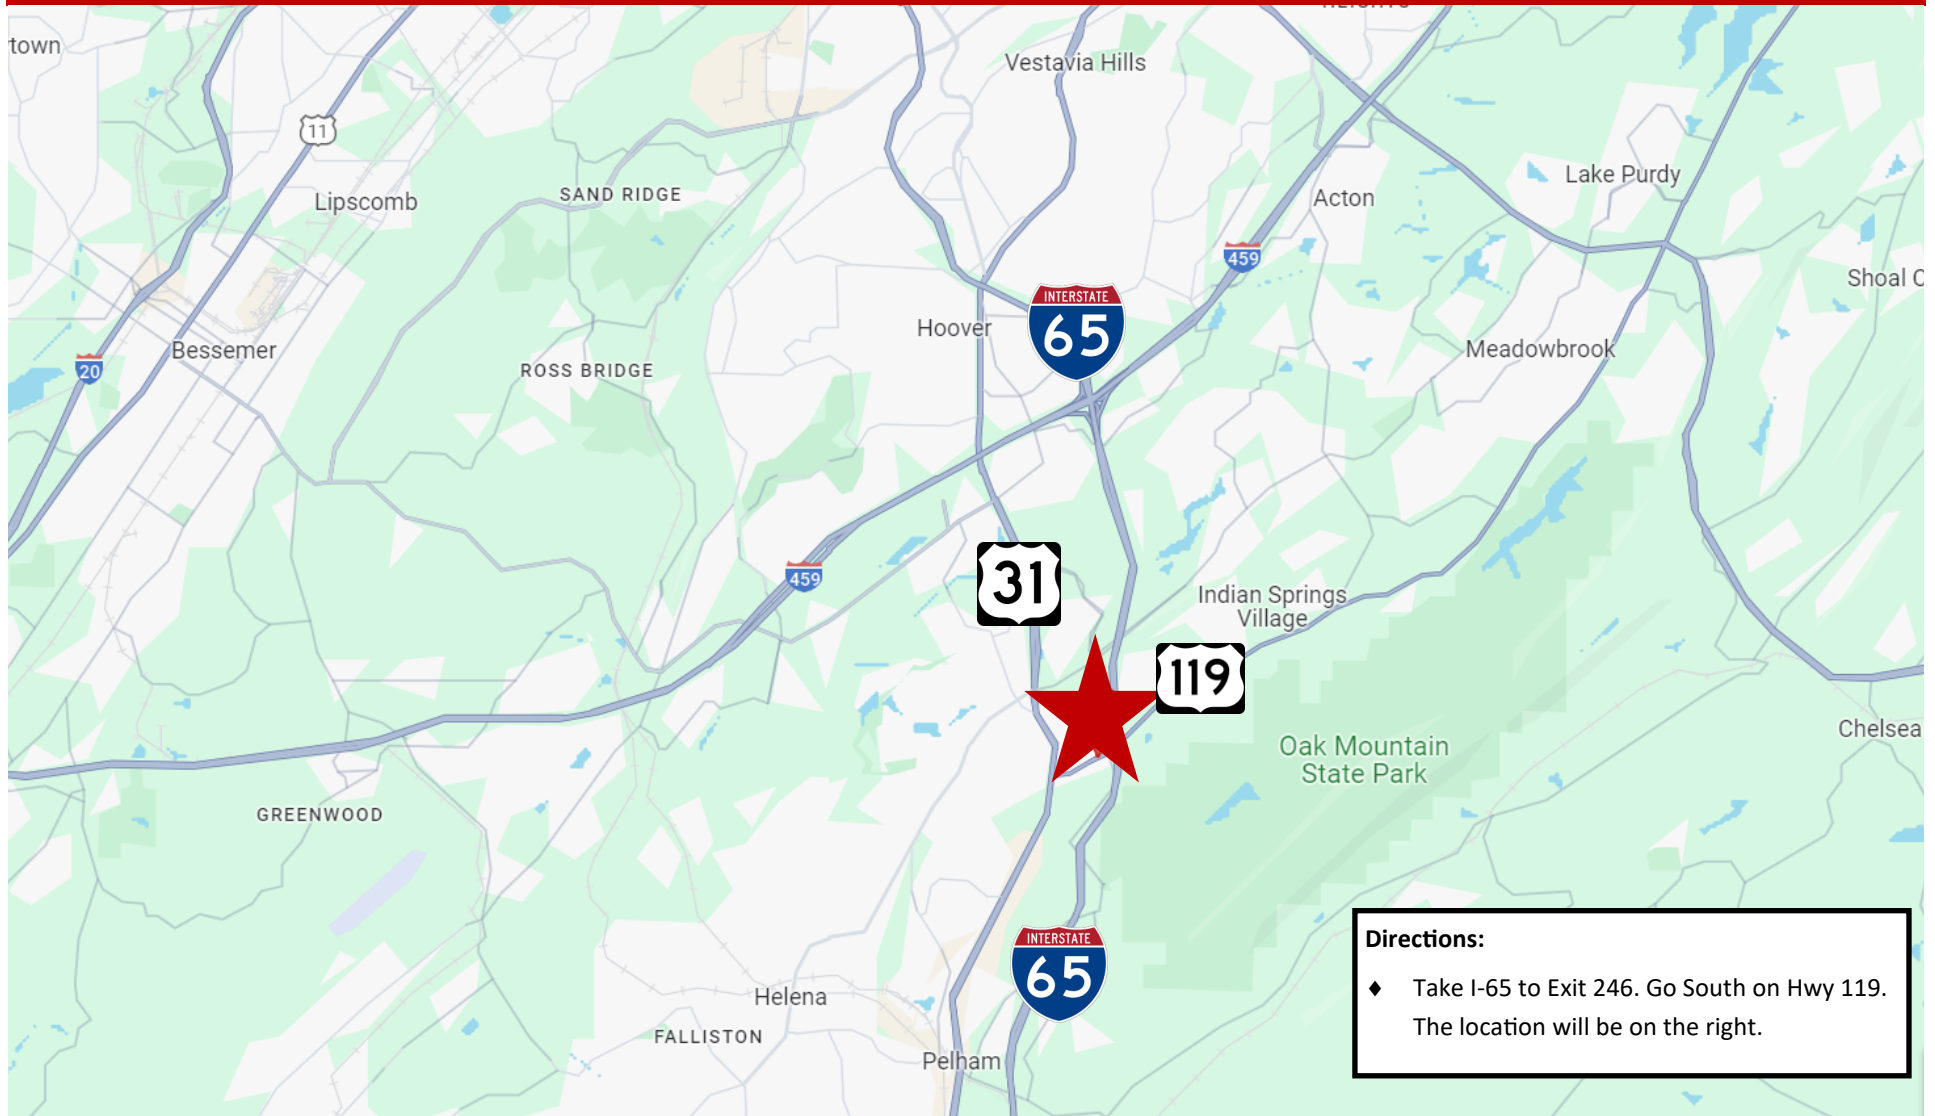 town
Vestavia Hills
11
Lipscomb
SAND RIDGE
Acton
Lake Purdy
459
Shoal C
INTERSTATE
65
Hoover
Bessemer
20
ROSS BRIDGE
Meadowbrook
459
31
Indian Springs
Village
119
Oak Mountain
State Park
Chelsea
GREENWOOD
INTERSTATE
65
Helena
FALLISTON
Pelham
Directions:
♦ Take I-65 to Exit 246. Go South on Hwy 119.
The location will be on the right.